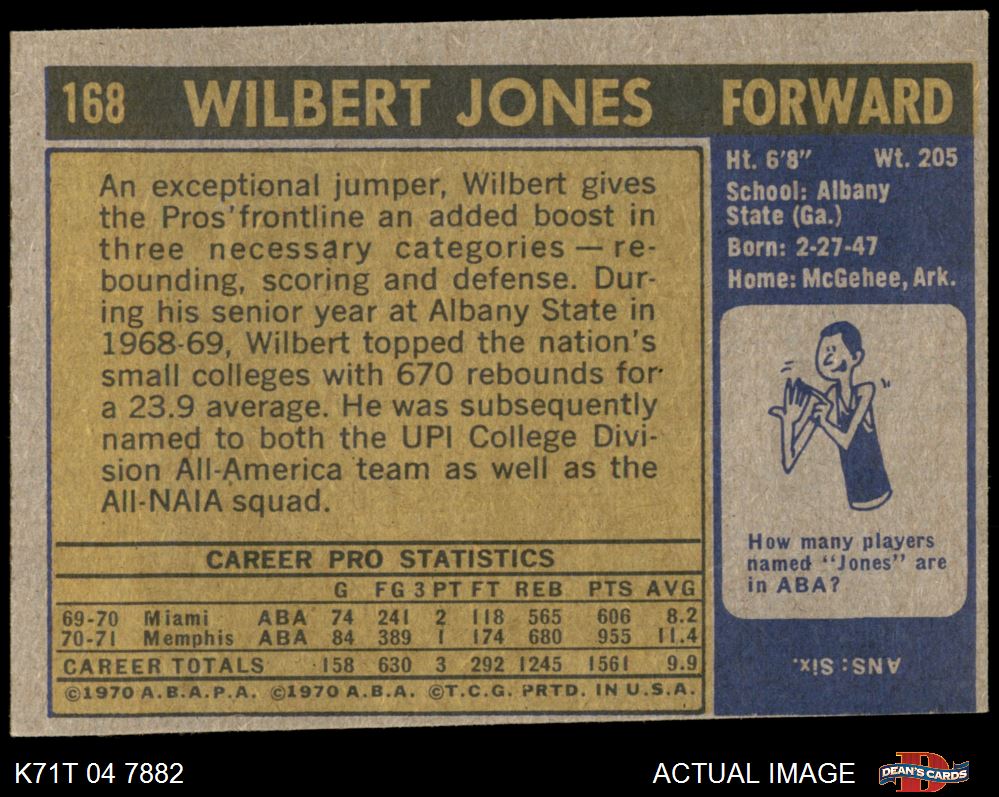 168 WILBERT JONES FORWARD
An exceptional jumper, Wilbert gives
the Pros' frontline an added boost in
three necessary categories — re-
bounding, scoring and defense. Dur-
ing his senior year at Albany State in
1968-69, Wilbert topped the nation's
small colleges with 670 rebounds for
a 23.9 average. He was subsequently
named to both the UPI College Divi-
sion All-America team as well as the
All-NAIA squad.
CAREER PRO STATISTICS
G FG 3 PT FT REB PTS AVG
69-70 Miami ABA 74 241 2 118 565 606 8.2
70-71 Memphis ABA 84 389 1 174 680 955 11.4
CAREER TOTALS 158 630 3 292 1245 1561 9.9
©1970 A.B.A.P.A. ©1970 A.B.A. ©T.C.G. PRTD. IN U.S.A.
Ht. 6'8" Wt. 205
School: Albany
State (Ga.)
Born: 2-27-47
Home: McGehee, Ark.
How many players
named "Jones" are
in ABA?
ANS: Six.
K71T 04 7882 ACTUAL IMAGE DEAN'S CARDS